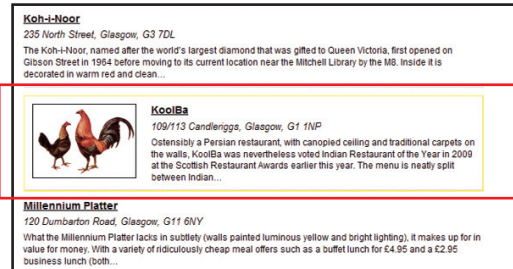 Koh-i-Noor
235 North Street, Glasgow, G3 7DL
The Koh-i-Noor, named after the world's largest diamond that was gifted to Queen Victoria, first opened on
Gibson Street in 1964 before moving to its current location near the Mitchell Library by the M8. Inside it is
decorated in warm red and clean...
KoolBa
109/113 Candleriggs, Glasgow, G1 1NP
Ostensibly a Persian restaurant, with canopied ceiling and traditional carpets on
the walls, KoolBa was nevertheless voted Indian Restaurant of the Year in 2009
at the Scottish Restaurant Awards earlier this year. The menu is neatly split
between Indian...
Millennium Platter
120 Dumbarton Road, Glasgow, G11 6NY
What the Millennium Platter lacks in subtlety (walls painted luminous yellow and bright lighting), it makes up for in
value for money. With a variety of ridiculously cheap meal offers such as a buffet lunch for £4.95 and a £2.95
business lunch (both...